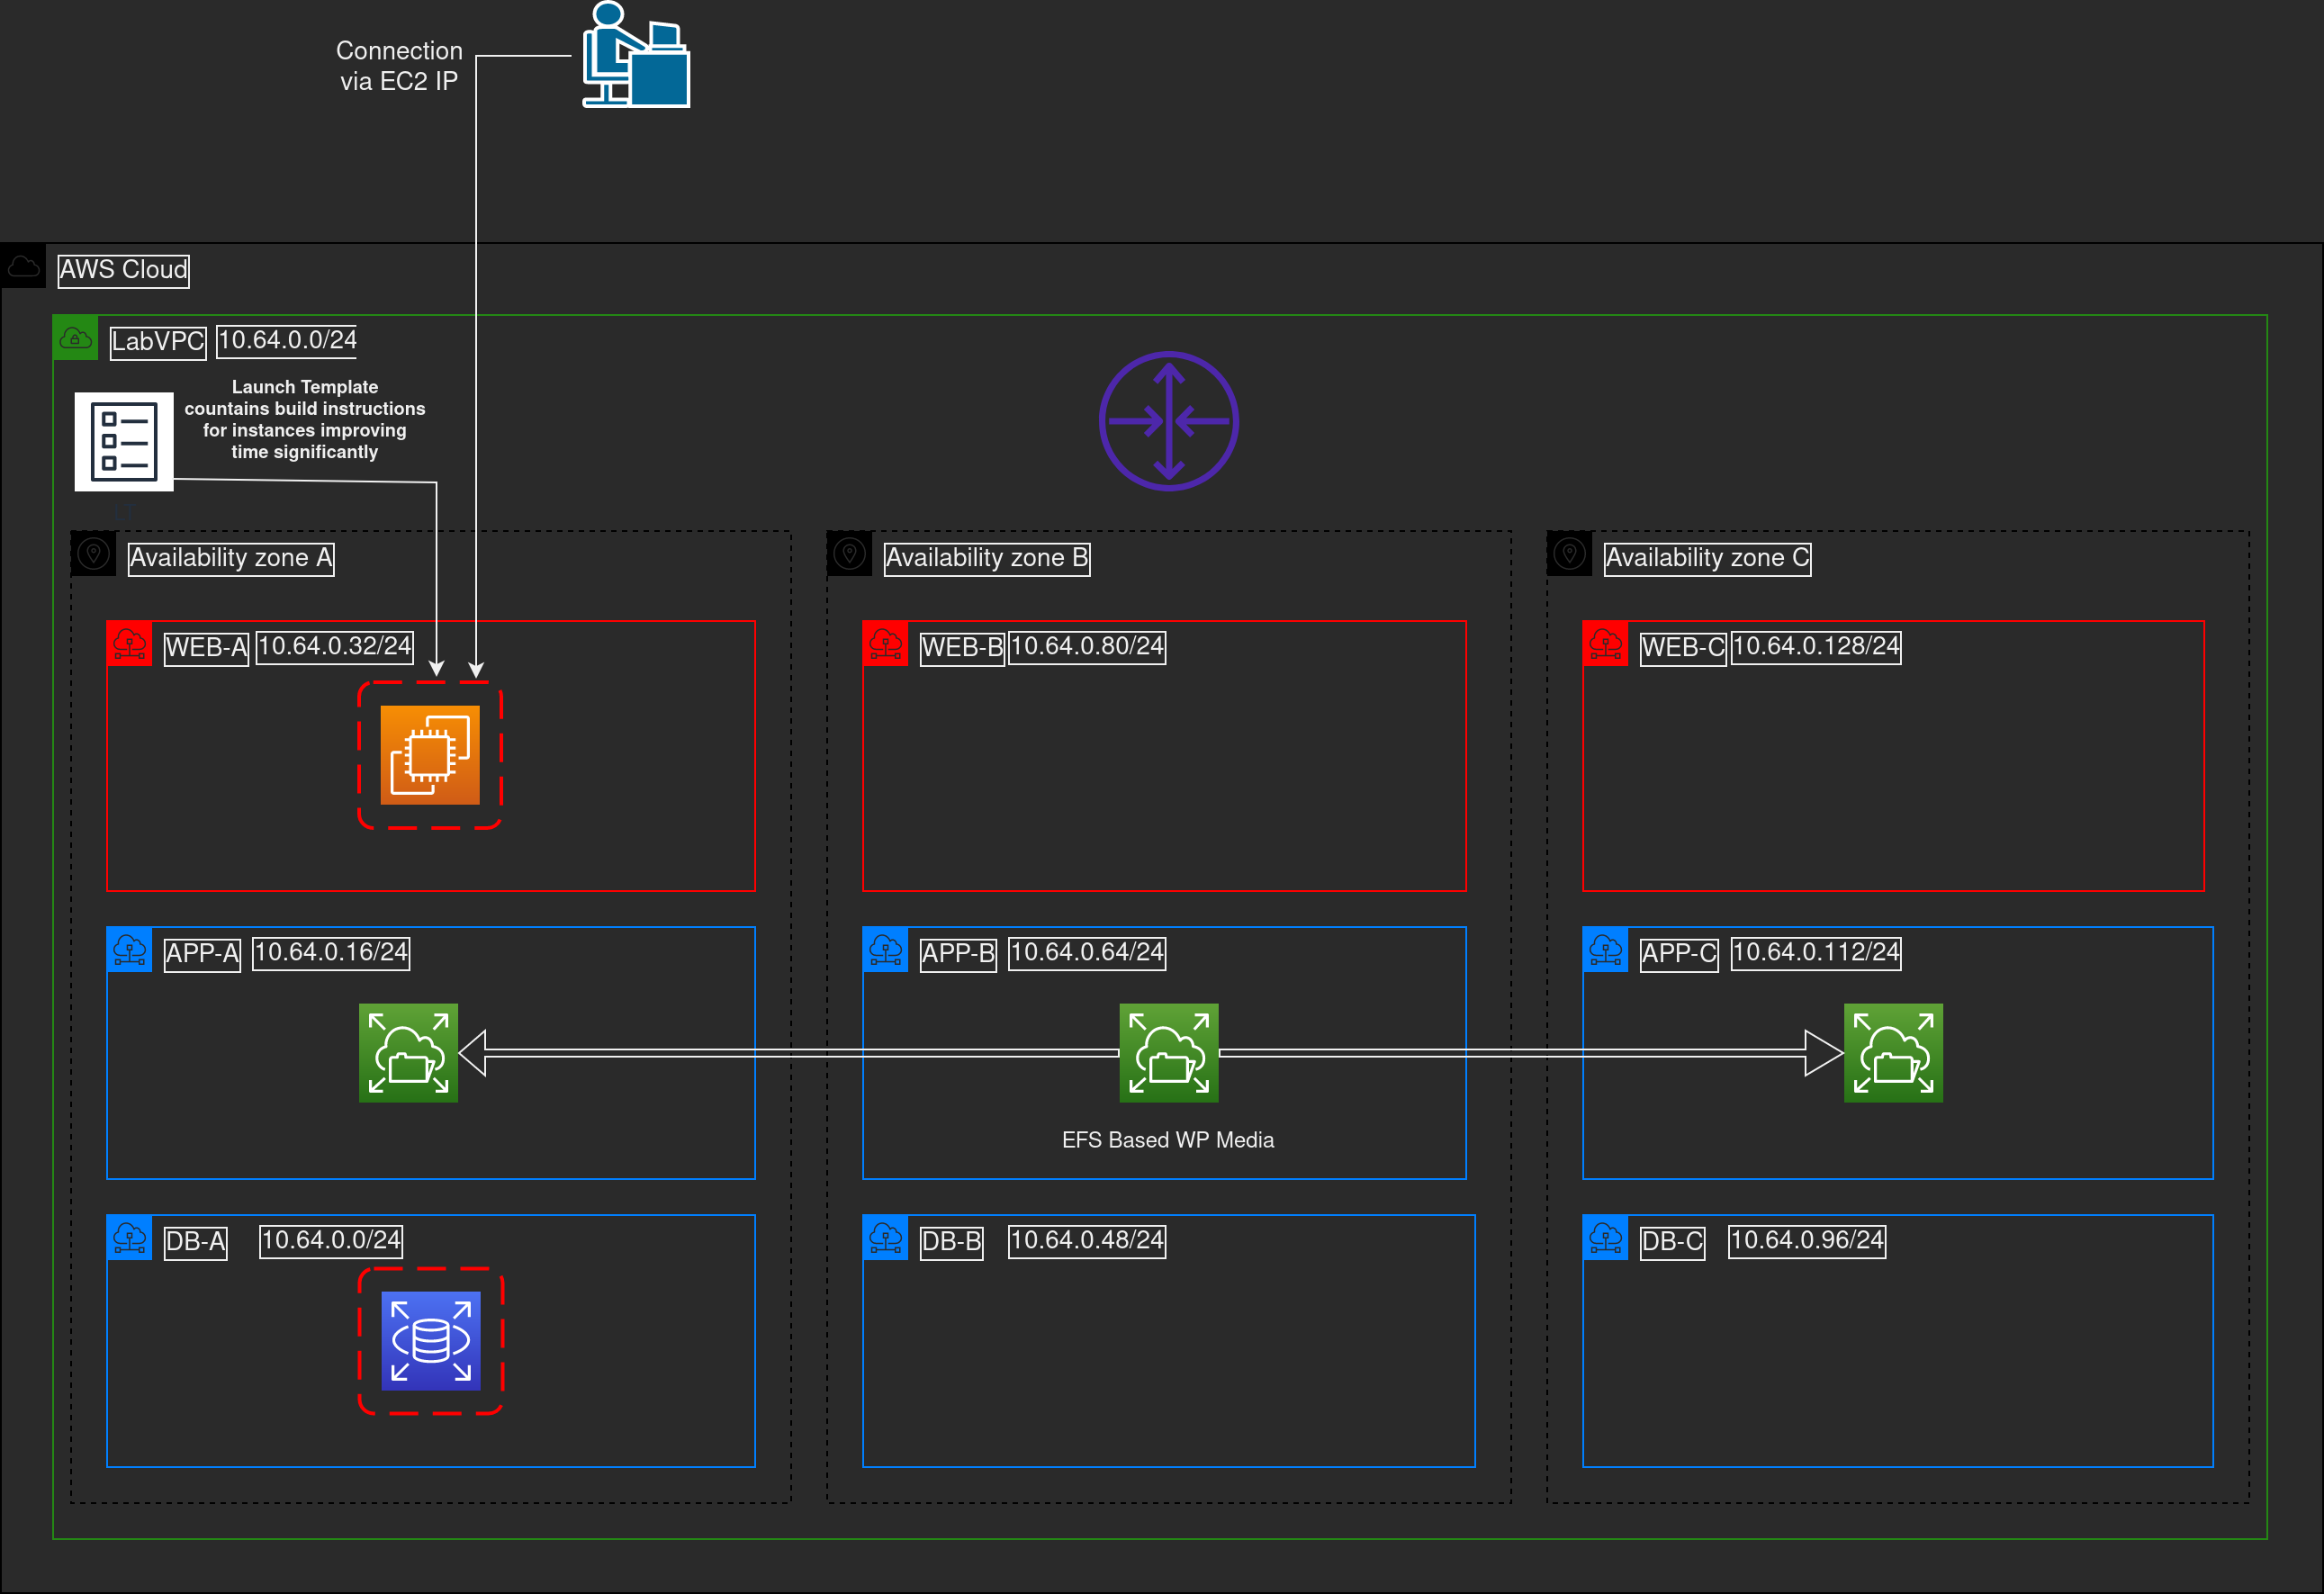 Connection
via EC2 IP
AWS Cloud
LabVPC
10.64.0.0/24
Launch Template
countains build instructions
for instances improving
time significantly
Availability zone A
Availability zone B
Availability zone C
WEB-A
10.64.0.32/24
WEB-B
10.64.0.80/24
WEB-C
10.64.0.128/24
APP-A
10.64.0.16/24
APP-B
10.64.0.64/24
APP-C
10.64.0.112/24
EFS Based WP Media
DB-A
10.64.0.0/24
DB-B
10.64.0.48/24
DB-C
10.64.0.96/24